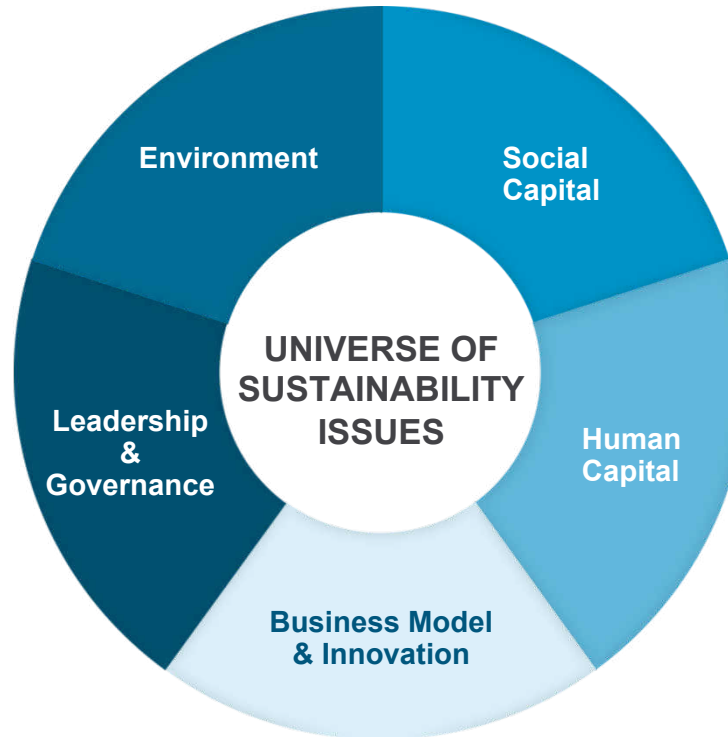 Environment
Social
Capital
UNIVERSE OF
SUSTAINABILITY
ISSUES
Leadership
&
Governance
Human
Capital
Business Model
& Innovation